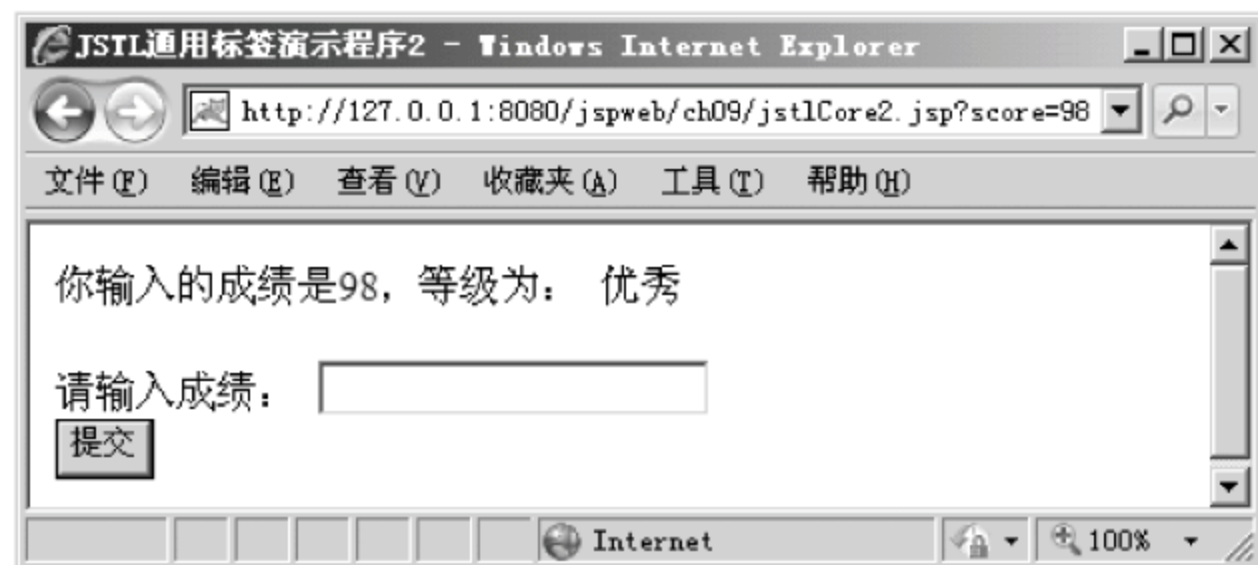 JSTL通用标签演示程序2 - Windows Internet Explorer
http://127.0.0.1:8080/jspweb/ch09/jstlCore2.jsp?score=98
文件(F) 编辑(E) 查看(V) 收藏夹(A) 工具(T) 帮助(H)
你输入的成绩是98，等级为： 优秀
请输入成绩：
提交
Internet 100%